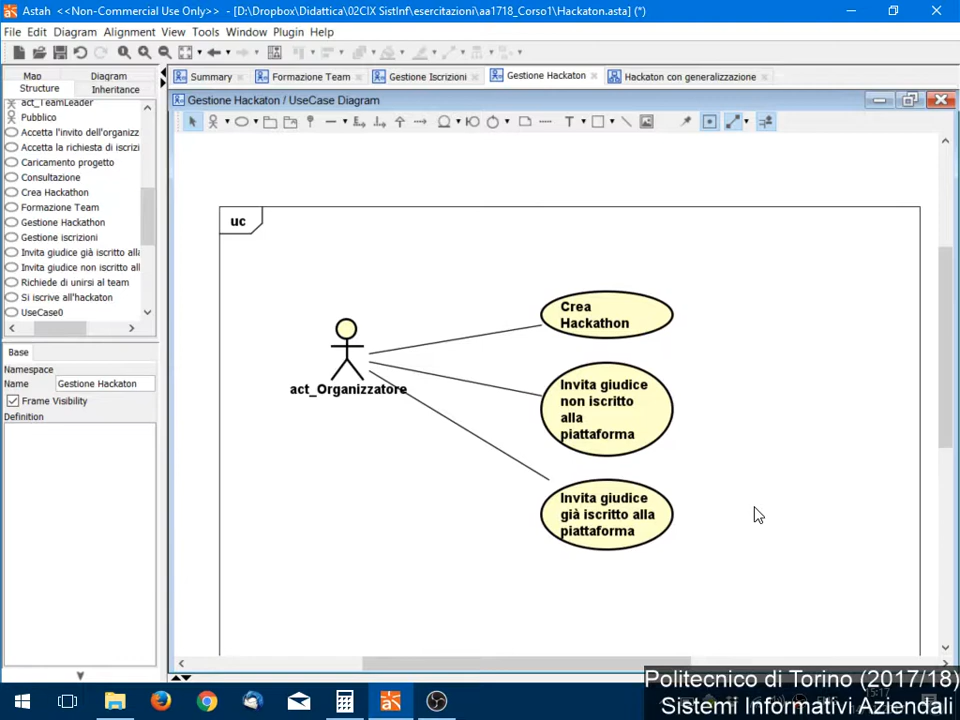 Astah <<Non-Commercial Use Only>> - [D:\Dropbox\Didattica\02CIX SistInf\esercitazioni\aa1718_Corso1\Hackaton.asta] (*)
File Edit Diagram Alignment View Tools Window Plugin Help
Map Diagram
Structure Inheritance
Summary Formazione Team Gestione Iscrizioni Gestione Hackaton Hackaton con generalizzazione
Gestione Hackaton / UseCase Diagram
act_TeamLeader
Pubblico
Accetta l'invito dell'organizz
Accetta la richiesta di iscrizi
Caricamento progetto
Consultazione
Crea Hackathon
Formazione Team
Gestione Hackathon
Gestione iscrizioni
Invita giudice già iscritto alla
Invita giudice non iscritto all
Richiede di unirsi al team
Si iscrive all'hackaton
UseCase0
Base
Namespace
Name Gestione Hackaton
Frame Visibility
Definition
uc
act_Organizzatore
Crea
Hackathon
Invita giudice
non iscritto
alla
piattaforma
Invita giudice
già iscritto alla
piattaforma
Politecnico di Torino (2017/18)
Sistemi Informativi Aziendali